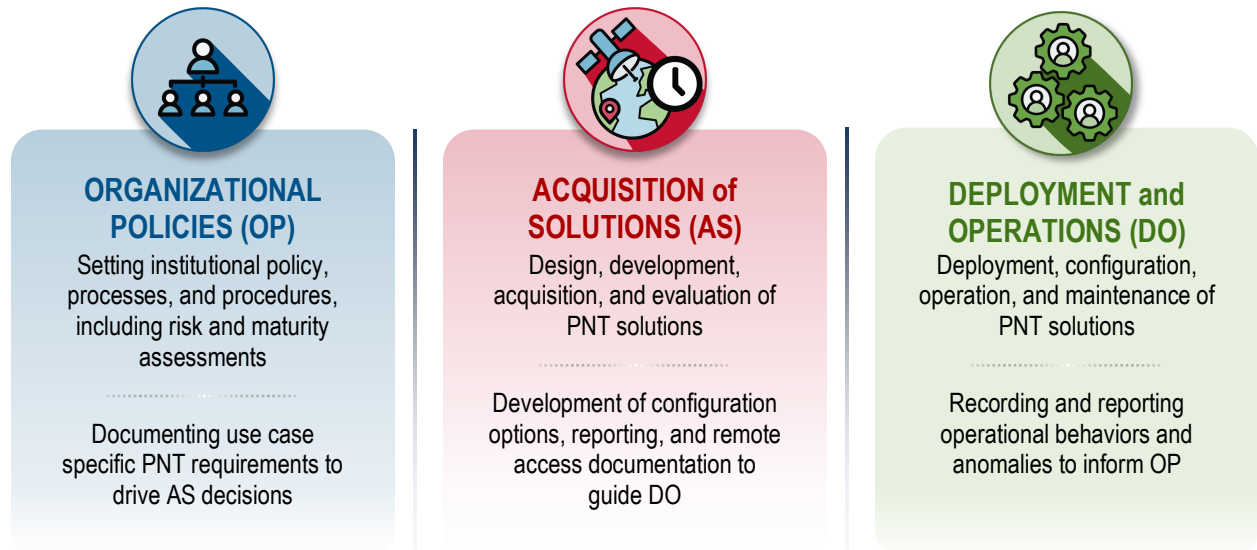 ORGANIZATIONAL
POLICIES (OP)
Setting institutional policy,
processes, and procedures,
including risk and maturity
assessments
Documenting use case
specific PNT requirements to
drive AS decisions
ACQUISITION of
SOLUTIONS (AS)
Design, development,
acquisition, and evaluation of
PNT solutions
Development of configuration
options, reporting, and remote
access documentation to
guide DO
DEPLOYMENT and
OPERATIONS (DO)
Deployment, configuration,
operation, and maintenance of
PNT solutions
Recording and reporting
operational behaviors and
anomalies to inform OP